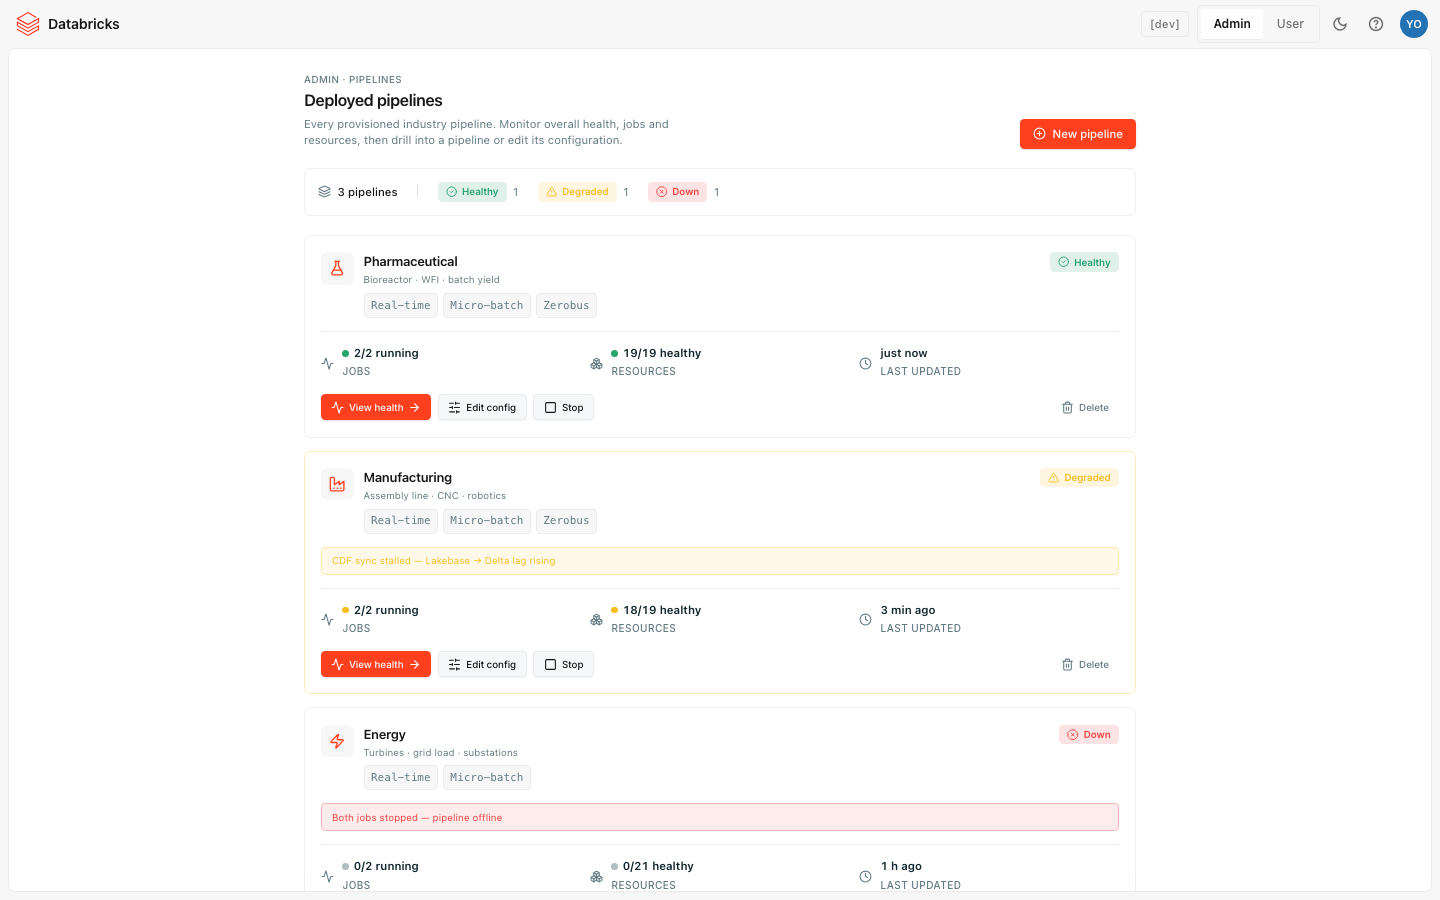 Databricks
[dev]
Admin
User
YO
ADMIN · PIPELINES
Deployed pipelines
Every provisioned industry pipeline. Monitor overall health, jobs and
resources, then drill into a pipeline or edit its configuration.
New pipeline
3 pipelines
Healthy 1
Degraded 1
Down 1
Pharmaceutical
Healthy
Bioreactor · WFI · batch yield
Real-time
Micro-batch
Zerobus
2/2 running
JOBS
19/19 healthy
RESOURCES
just now
LAST UPDATED
View health →
Edit config
Stop
Delete
Manufacturing
Degraded
Assembly line · CNC · robotics
Real-time
Micro-batch
Zerobus
CDF sync stalled — Lakebase → Delta lag rising
2/2 running
JOBS
18/19 healthy
RESOURCES
3 min ago
LAST UPDATED
View health →
Edit config
Stop
Delete
Energy
Down
Turbines · grid load · substations
Real-time
Micro-batch
Both jobs stopped — pipeline offline
0/2 running
JOBS
0/21 healthy
RESOURCES
1 h ago
LAST UPDATED